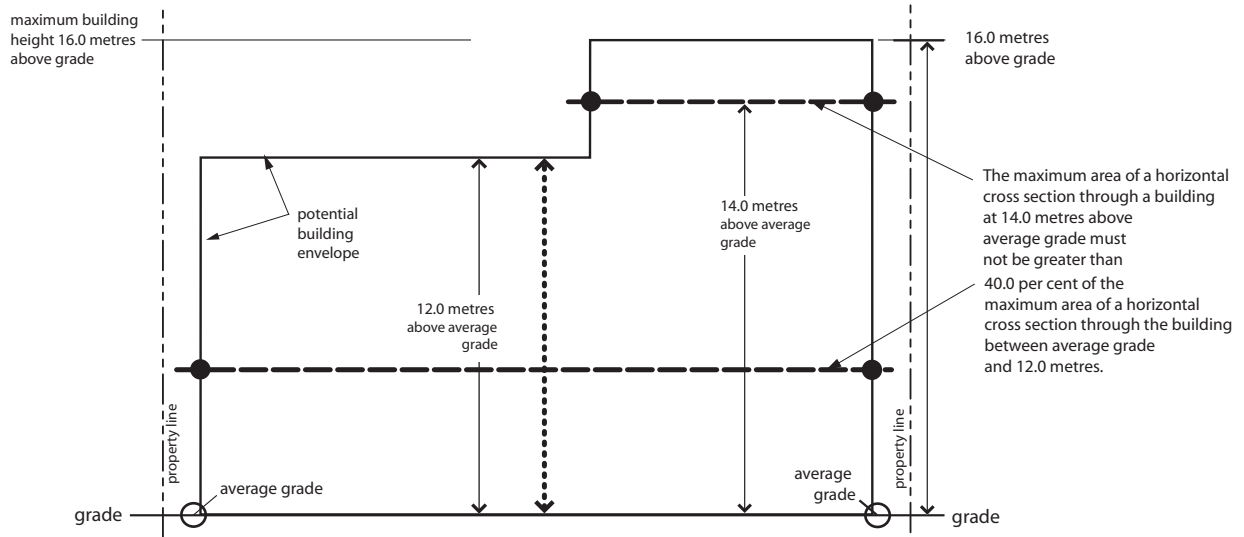 maximum building
height 16.0 metres
above grade
16.0 metres
above grade
The maximum area of a horizontal
cross section through a building
at 14.0 metres above
average grade must
not be greater than
40.0 per cent of the
maximum area of a horizontal
cross section through the building
between average grade
and 12.0 metres.
potential
building
envelope
14.0 metres
above average
grade
12.0 metres
above average
grade
property line
property line
average grade
average
grade
grade
grade